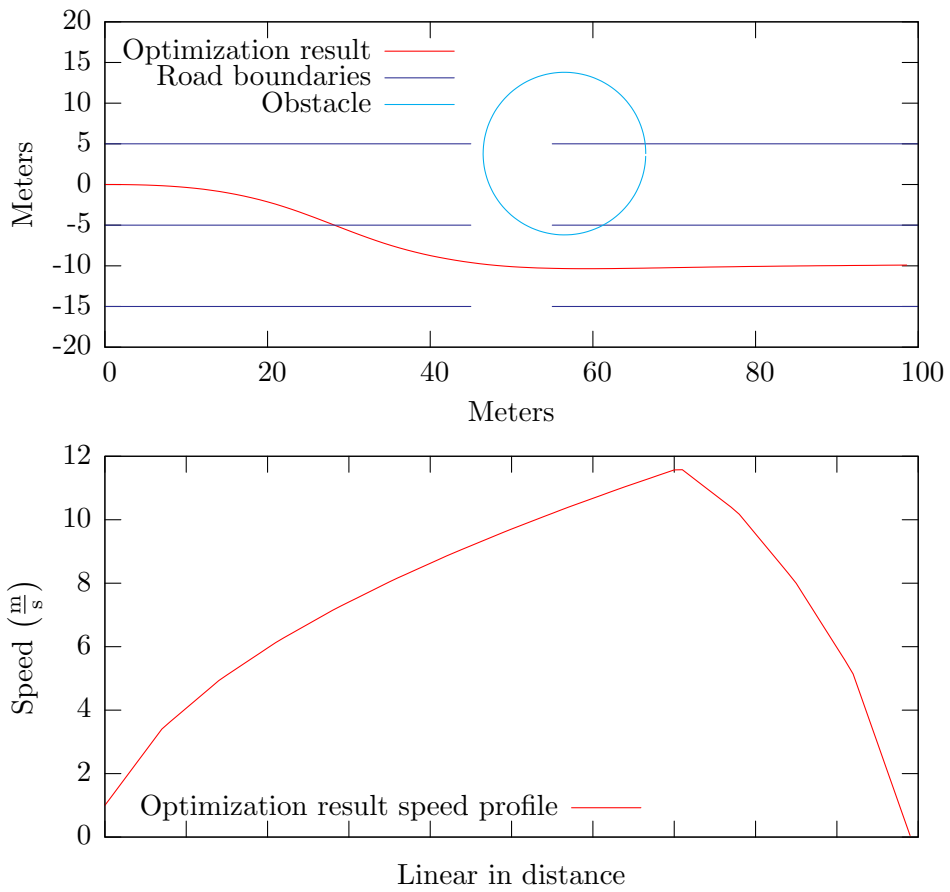 20
15
10
5
0
-5
-10
-15
-20
Meters
Optimization result
Road boundaries
Obstacle
0 20 40 60 80 100
Meters
12
10
8
6
4
2
0
Speed (m/s)
Optimization result speed profile
Linear in distance